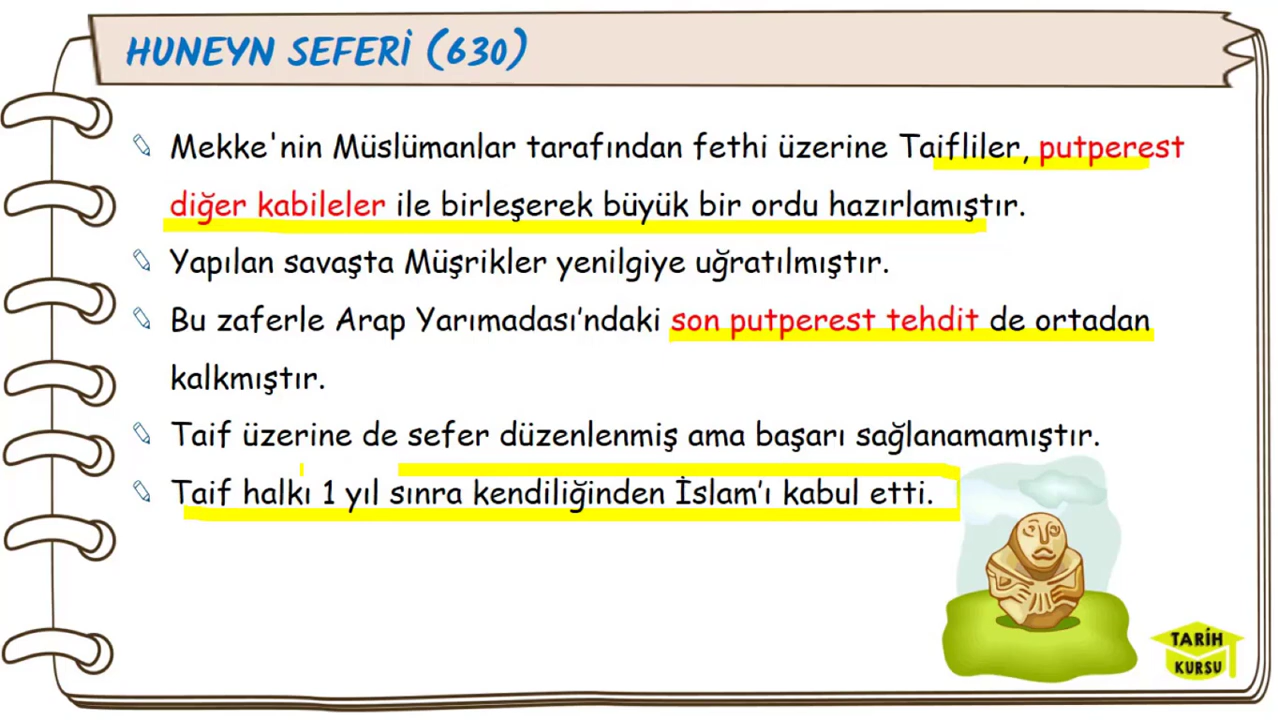 HUNEYN SEFERİ (630)
Mekke'nin Müslümanlar tarafından fethi üzerine Taifliler, putperest
diğer kabileler ile birleşerek büyük bir ordu hazırlamıştır.
Yapılan savaşta Müşrikler yenilgiye uğratılmıştır.
Bu zaferle Arap Yarımadası’ndaki son putperest tehdit de ortadan
kalkmıştır.
Taif üzerine de sefer düzenlenmiş ama başarı sağlanamamıştır.
Taif halkı 1 yıl sınra kendiliğinden İslam’ı kabul etti.
TARİH
KURSU